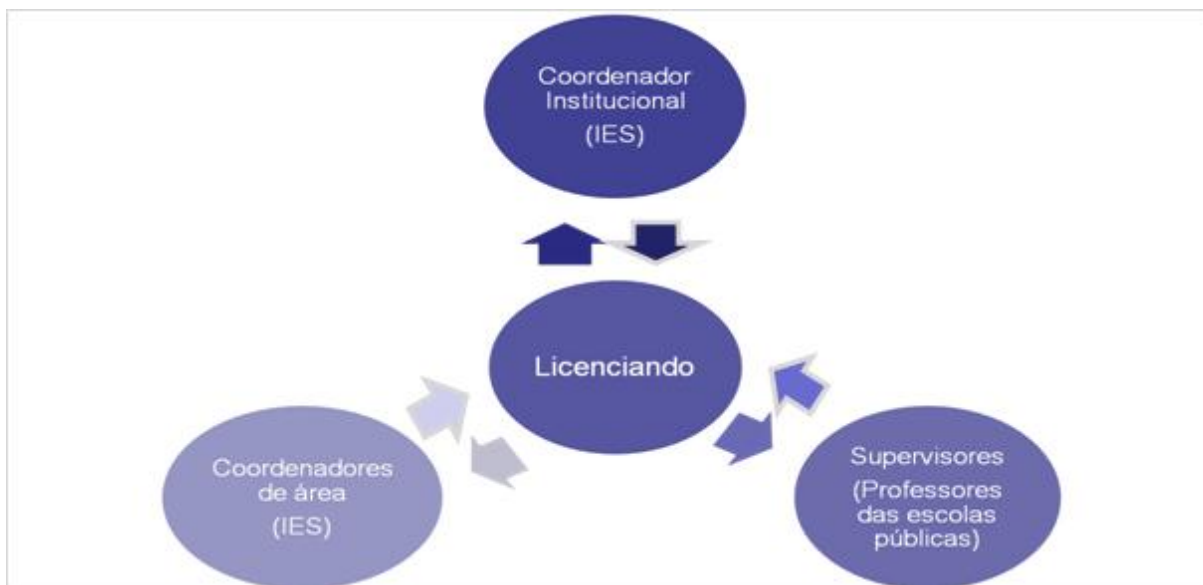 Coordenador
Institucional
(IES)
Licenciando
Coordenadores
de área
(IES)
Supervisores
(Professores
das escolas
públicas)